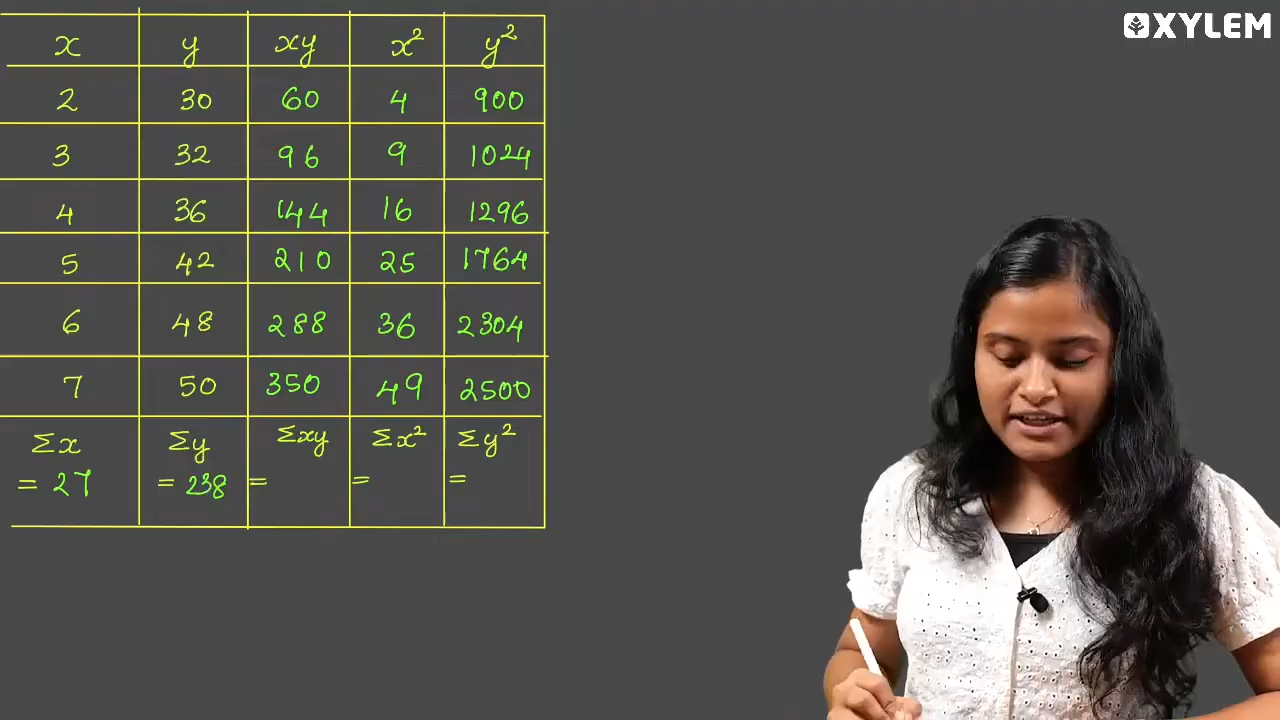 XYLEM
x y xy x² y²
2 30 60 4 900
3 32 96 9 1024
4 36 144 16 1296
5 42 210 25 1764
6 48 288 36 2304
7 50 350 49 2500
Σx Σy Σxy Σx² Σy²
= 27 = 238 = = =